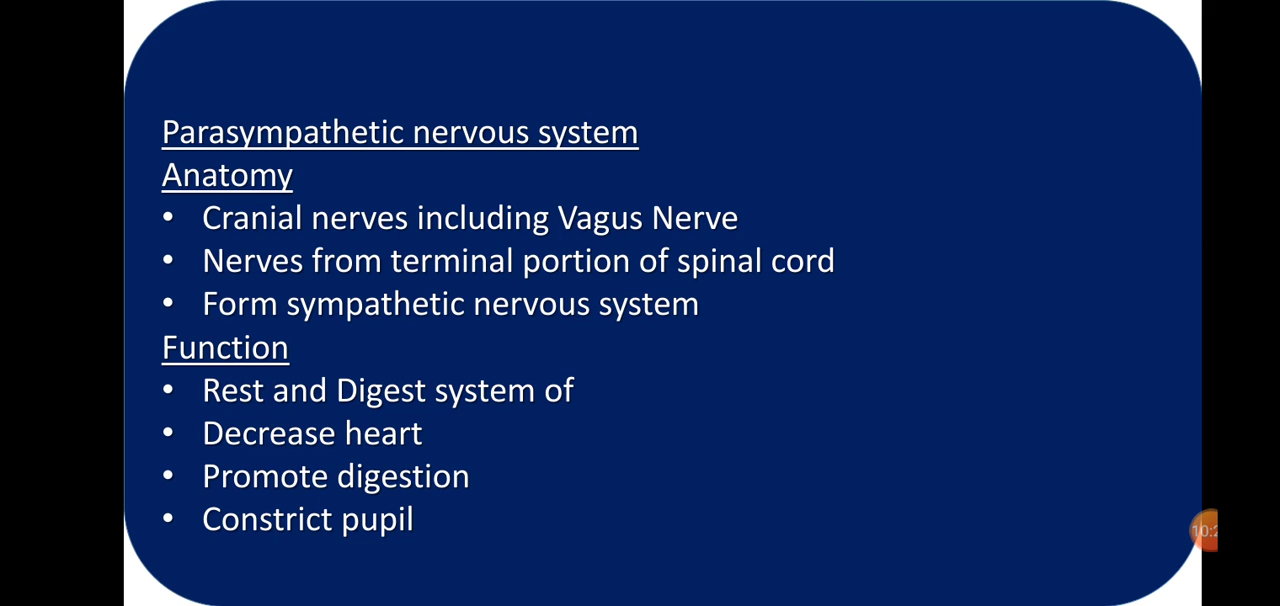 Parasympathetic nervous system
Anatomy
• Cranial nerves including Vagus Nerve
• Nerves from terminal portion of spinal cord
• Form sympathetic nervous system
Function
• Rest and Digest system of
• Decrease heart
• Promote digestion
• Constrict pupil